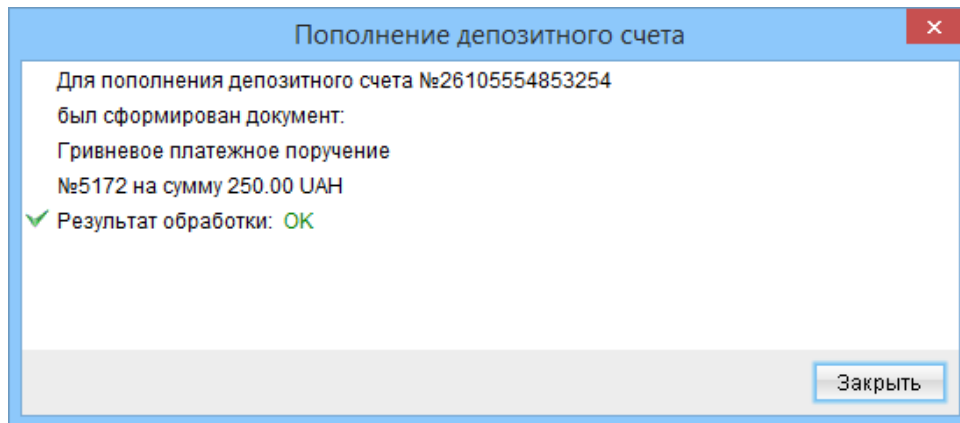 Пополнение депозитного счета
Для пополнения депозитного счета №26105554853254
был сформирован документ:
Гривневое платежное поручение
№5172 на сумму 250.00 UAH
Результат обработки: OK
Закрыть